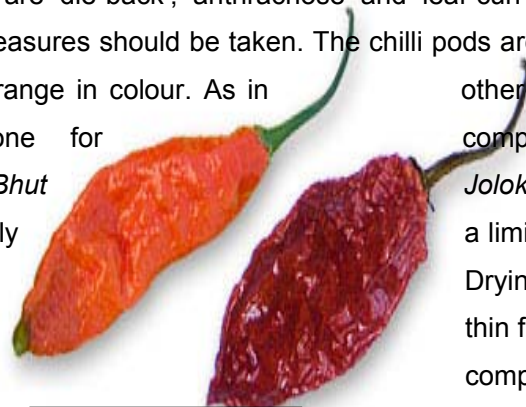 are 'die-back', anthracnose and leaf-cur
easures should be taken. The chilli pods are
range in colour. As in other
one for comp
Bhut Jolok
ly a limi
Dryin
thin f
comp